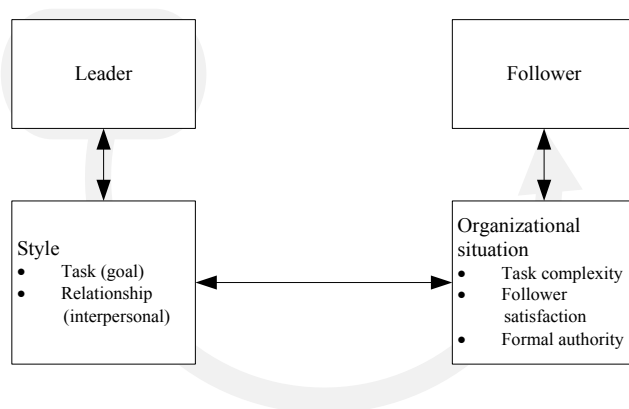 Leader
Follower
Style
• Task (goal)
• Relationship
(interpersonal)
Organizational
situation
• Task complexity
• Follower
satisfaction
• Formal authority